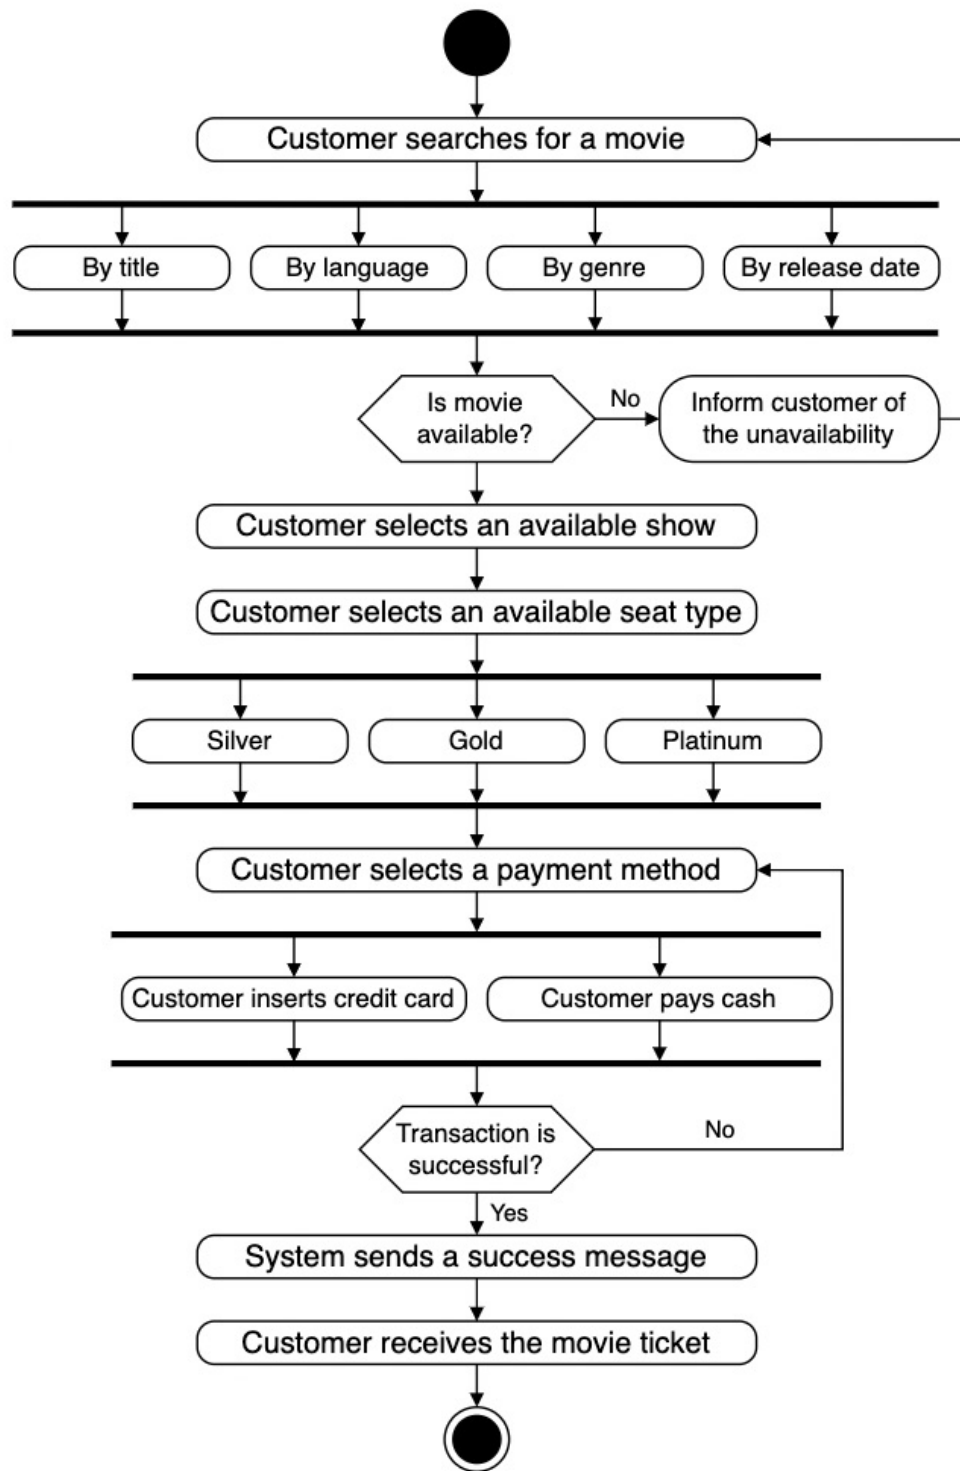 Customer searches for a movie
By title
By language
By genre
By release date
Is movie
available?
No
Inform customer of
the unavailability
Customer selects an available show
Customer selects an available seat type
Silver
Gold
Platinum
Customer selects a payment method
Customer inserts credit card
Customer pays cash
Transaction is
successful?
No
Yes
System sends a success message
Customer receives the movie ticket